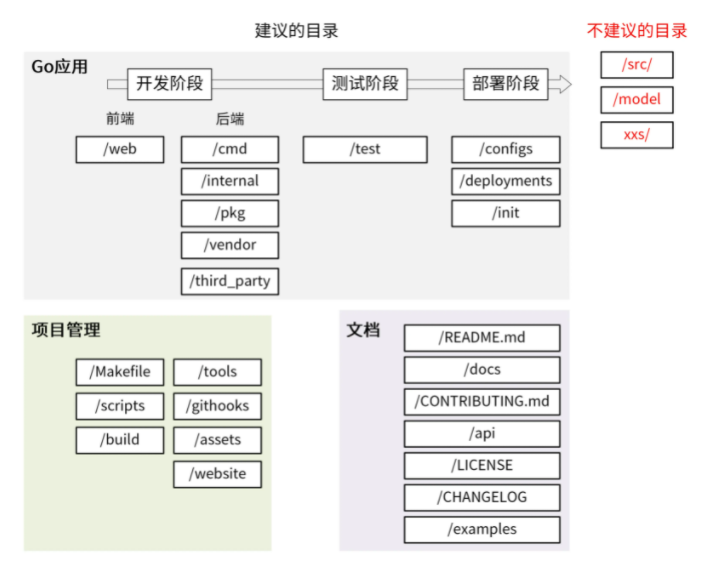 建议的目录
不建议的目录
Go应用
开发阶段
测试阶段
部署阶段
/src/
/model
xxs/
前端
后端
/web
/cmd
/test
/configs
/internal
/deployments
/pkg
/init
/vendor
/third_party
项目管理
/Makefile
/tools
/scripts
/githooks
/build
/assets
/website
文档
/README.md
/docs
/CONTRIBUTING.md
/api
/LICENSE
/CHANGELOG
/examples